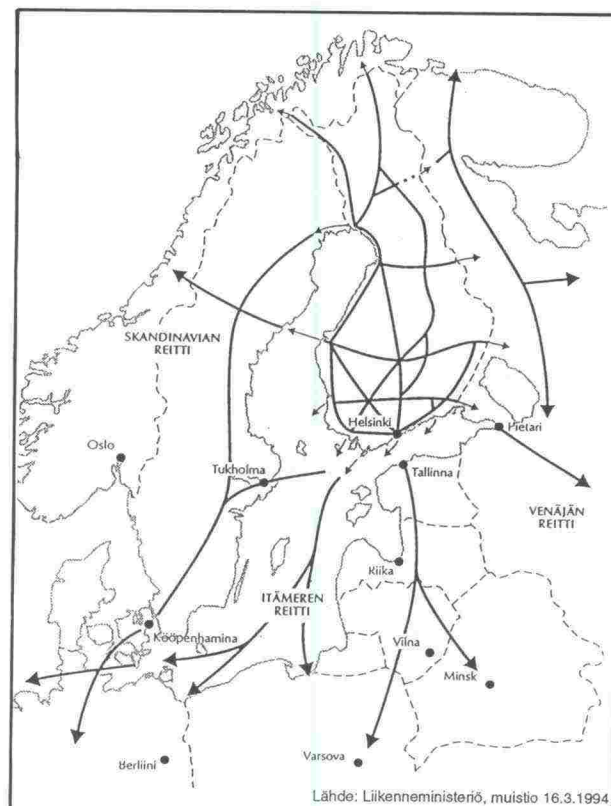 SKANDINAVIAN
REITTI
Helsinki
Pietari
Oslo
Tukholma
Tallinna
VENÄJÄN
REITTI
Riika
ITÄMEREN
REITTI
Kööpenhamina
Vilna
Minsk
Berliini
Varsova
Lähde: Liikenneministeriö, muistio 16.3.1994